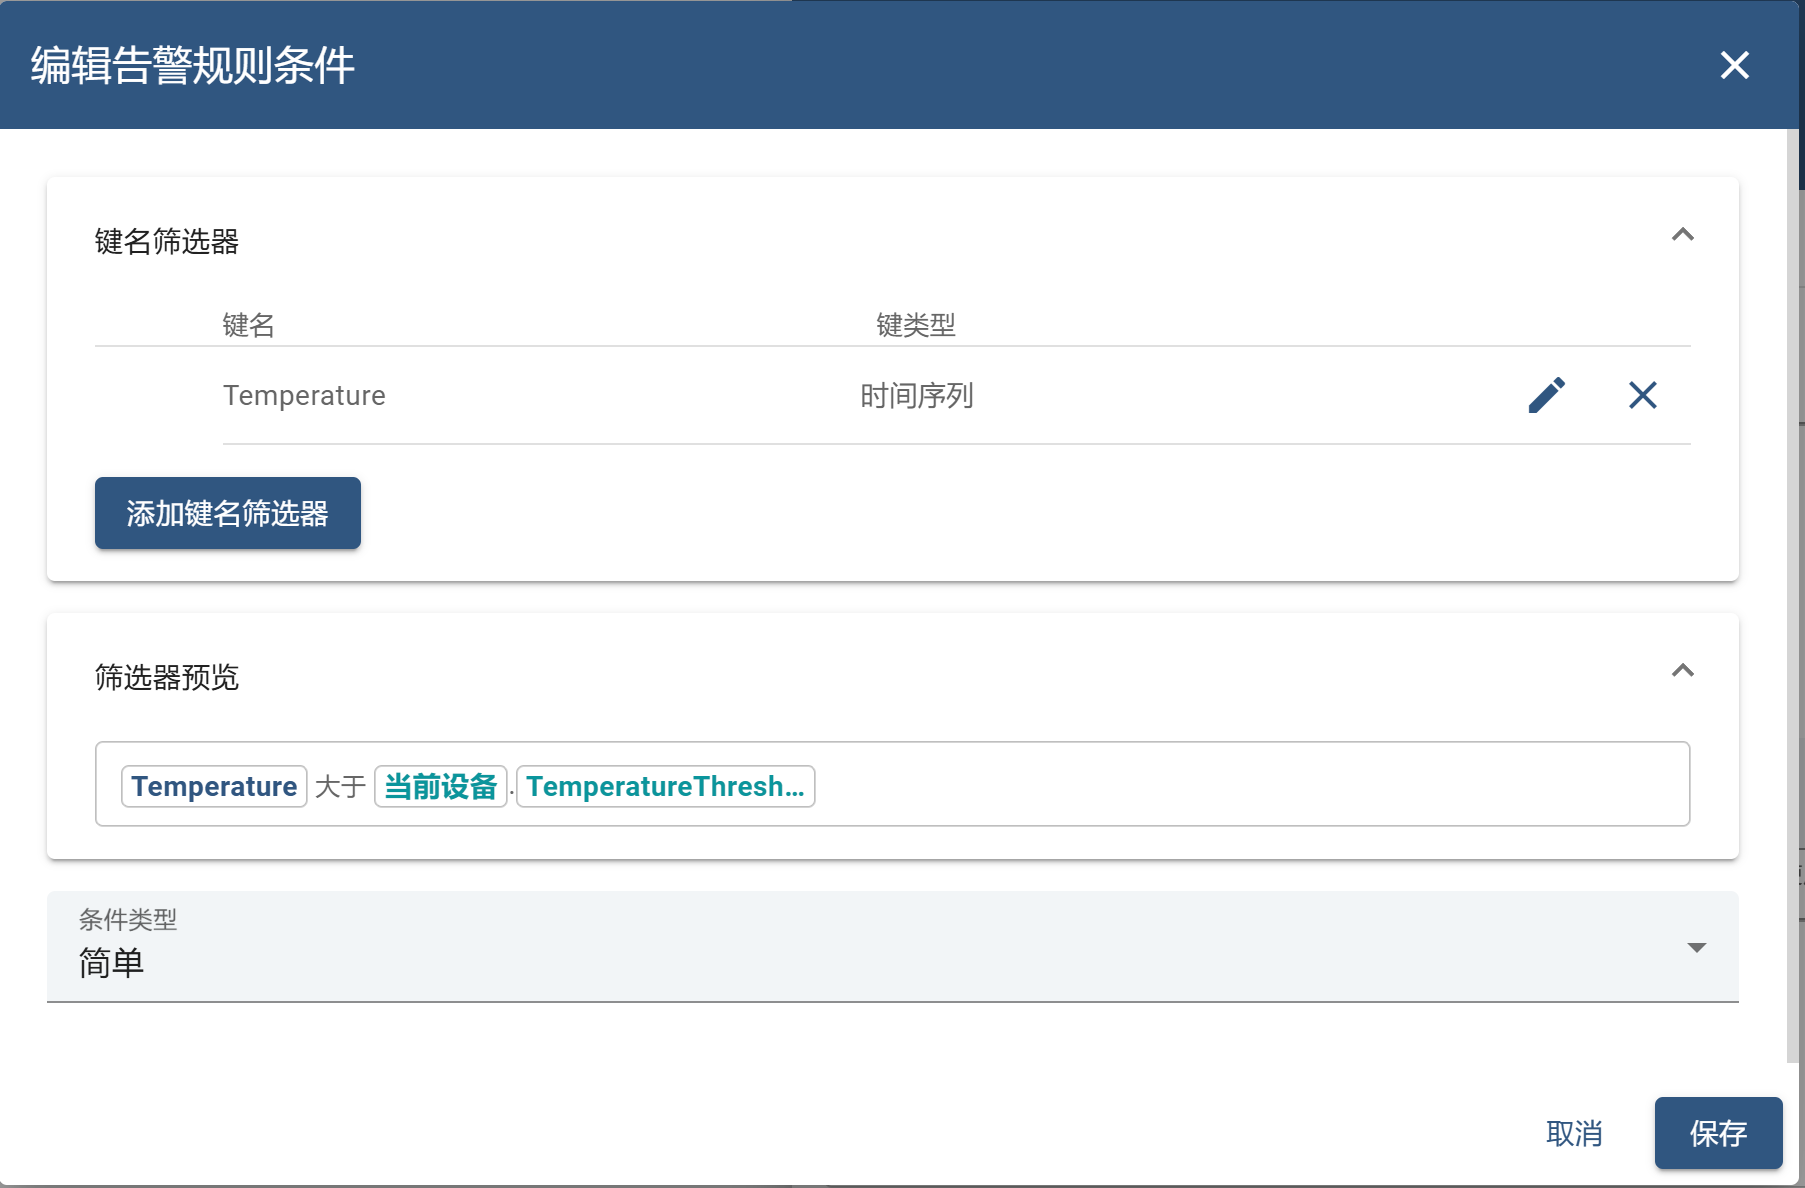 编辑告警规则条件
键名筛选器
键名 键类型
Temperature 时间序列
添加键名筛选器
筛选器预览
Temperature 大于 当前设备.TemperatureThresh...
条件类型
简单
取消 保存